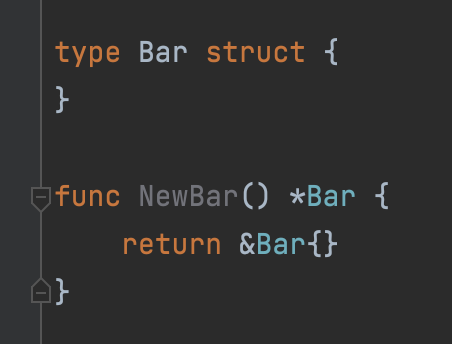 type Bar struct {
}
func NewBar() *Bar {
    return &Bar{}
}